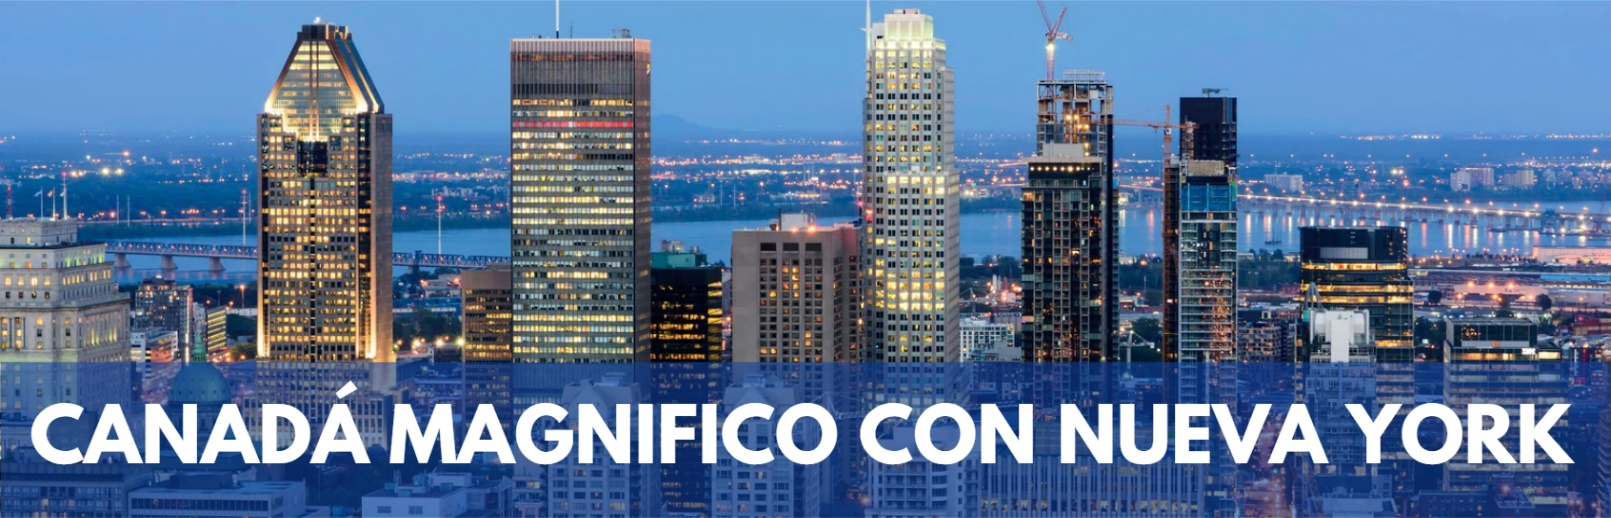 CANADÁ MAGNIFICO CON NUEVA YORK